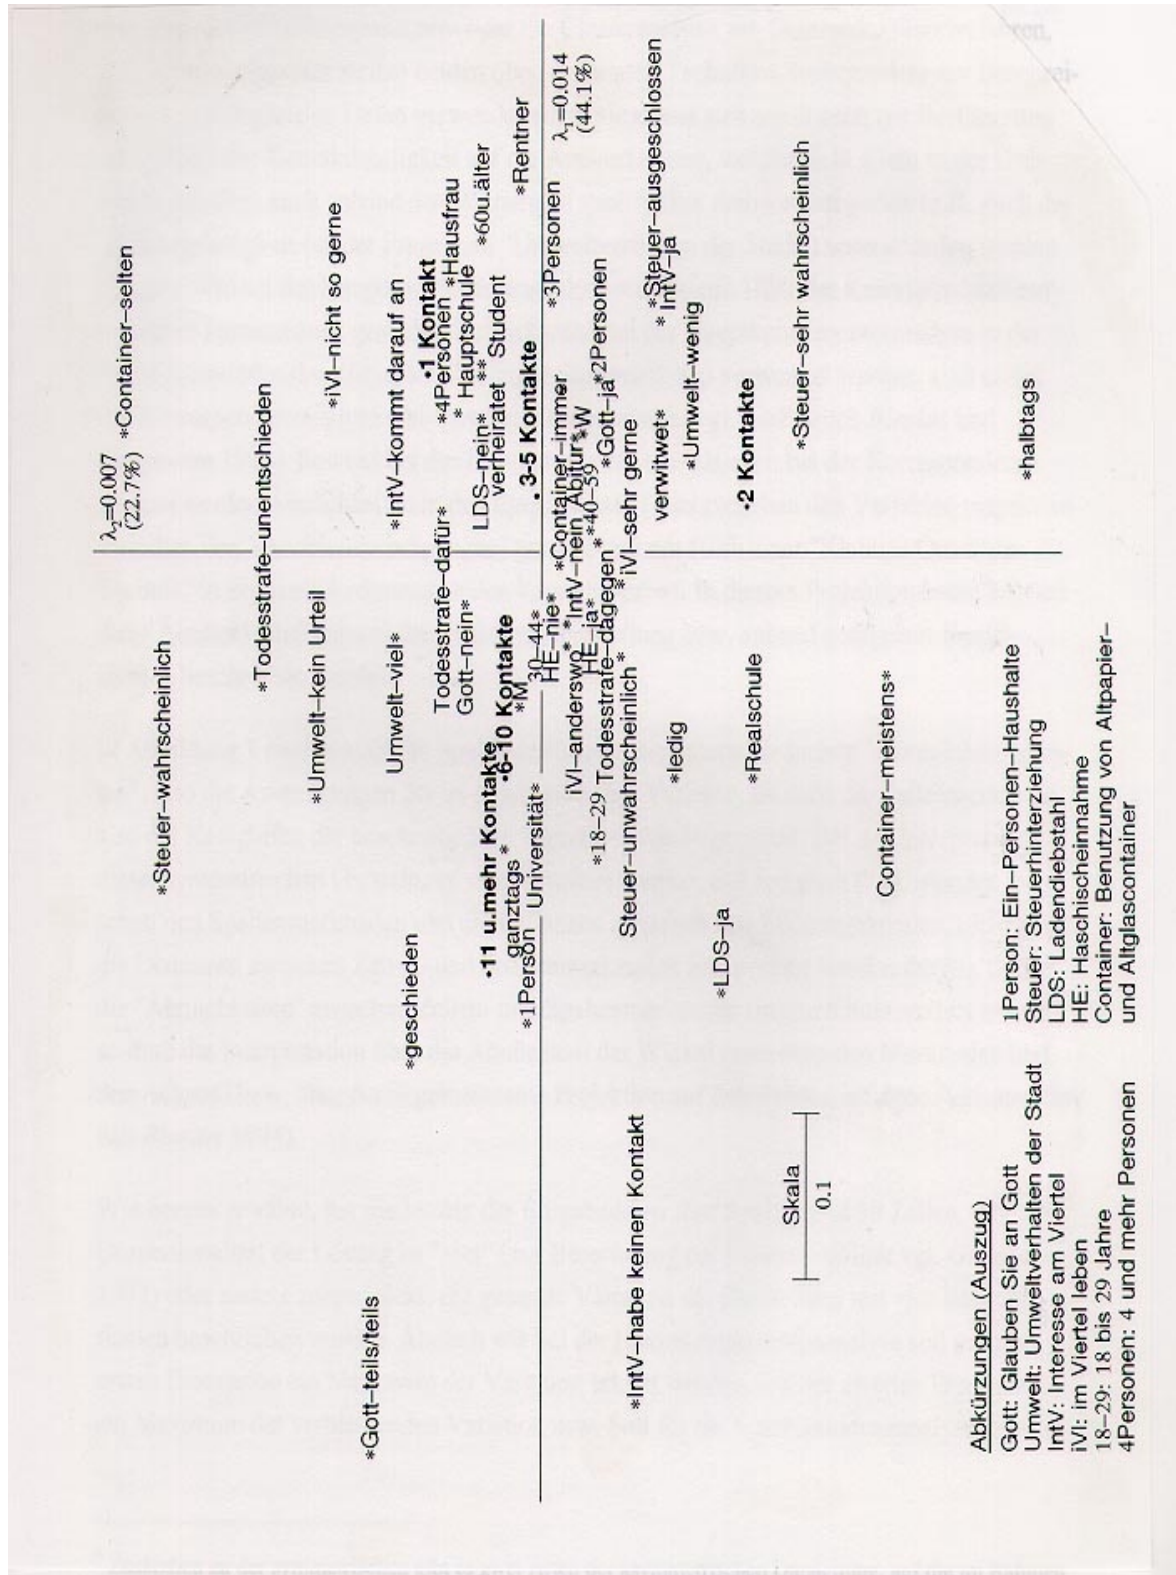 λ₂=0.007
(22.7%)
*Container–selten
*Steuer–wahrscheinlich
*Todesstrafe–unentschieden
*Umwelt–kein Urteil
*iVI–nicht so gerne
*Gott–teils/teils
Umwelt–viel*
*IntV–kommt darauf an
*geschieden
•1 Kontakt
Todesstrafe–dafür*
*4Personen
*Hausfrau
Gott–nein*
* Hauptschule
LDS–nein*
*60u.älter
•11 u.mehr Kontakte
verheiratet ** Student
•6-10 Kontakte
ganztags*
*M
*Rentner
•3-5 Kontakte
*1Person
Universität*
30–44*
HE–nie*
*3Personen
*Container–immer
λ₁=0.014
(44.1%)
iVI–anderswo*
*IntV–nein
Abitur*
*W
HE–ja*
*40–59
*18–29
Todesstrafe–dagegen*
*Gott–ja
*2Personen
Steuer–unwahrscheinlich*
*iVI–sehr gerne
*IntV–habe keinen Kontakt
*Steuer–ausgeschlossen
verwitwet*
* IntV–ja
*ledig
*Umwelt–wenig
*LDS–ja
*Realschule
•2 Kontakte
*Steuer–sehr wahrscheinlich
Skala
0.1
Container–meistens*
*halbtags
Abkürzungen (Auszug)
Gott: Glauben Sie an Gott
Umwelt: Umweltverhalten der Stadt
IntV: Interesse am Viertel
iVI: im Viertel leben
18–29: 18 bis 29 Jahre
4Personen: 4 und mehr Personen
1Person: Ein–Personen–Haushalte
Steuer: Steuerhinterziehung
LDS: Ladendiebstahl
HE: Haschischeinnahme
Container: Benutzung von Altpapier–
und Altglascontainer